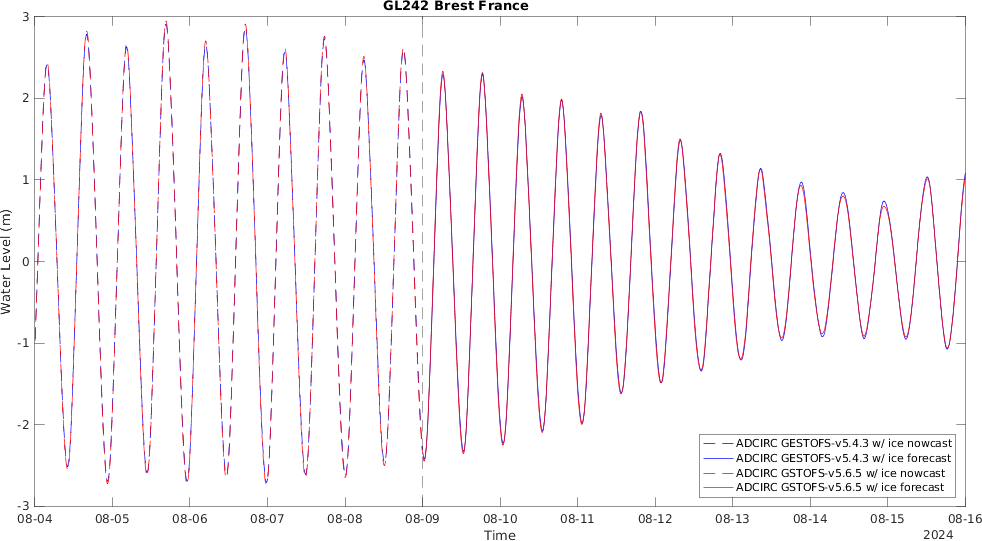 GL242 Brest France
3
2
1
0
-1
-2
-3
Water Level (m)
ADCIRC GESTOFS-v5.4.3 w/ ice nowcast
ADCIRC GESTOFS-v5.4.3 w/ ice forecast
ADCIRC GSTOFS-v5.6.5 w/ ice nowcast
ADCIRC GSTOFS-v5.6.5 w/ ice forecast
08-04 08-05 08-06 08-07 08-08 08-09 08-10 08-11 08-12 08-13 08-14 08-15 08-16
Time
2024